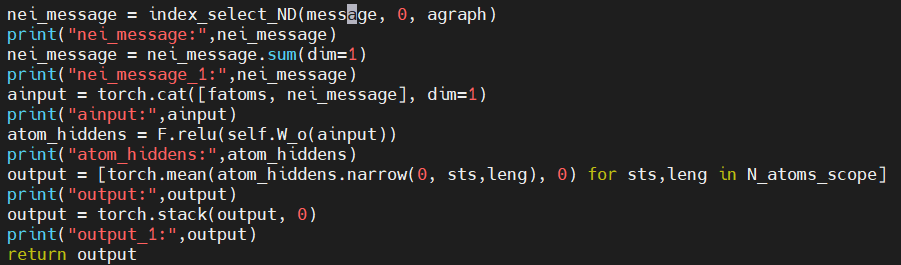 nei_message = index_select_ND(message, 0, agraph)
print("nei_message:",nei_message)
nei_message = nei_message.sum(dim=1)
print("nei_message_1:",nei_message)
ainput = torch.cat([fatoms, nei_message], dim=1)
print("ainput:",ainput)
atom_hiddens = F.relu(self.W_o(ainput))
print("atom_hiddens:",atom_hiddens)
output = [torch.mean(atom_hiddens.narrow(0, sts,leng), 0) for sts,leng in N_atoms_scope]
print("output:",output)
output = torch.stack(output, 0)
print("output_1:",output)
return output